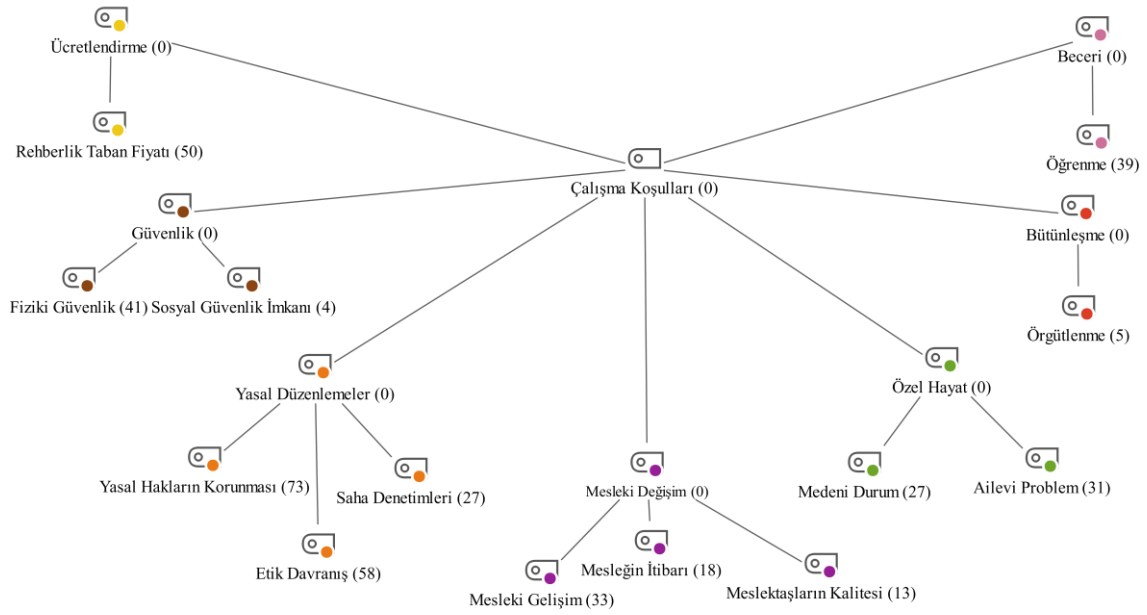 Ücretlendirme (0)
Beceri (0)
Rehberlik Taban Fiyatı (50)
Öğrenme (39)
Çalışma Koşulları (0)
Güvenlik (0)
Bütünleşme (0)
Fiziki Güvenlik (41)
Sosyal Güvenlik İmkanı (4)
Örgütlenme (5)
Yasal Düzenlemeler (0)
Özel Hayat (0)
Yasal Hakların Korunması (73)
Saha Denetimleri (27)
Mesleki Değişim (0)
Medeni Durum (27)
Ailevi Problem (31)
Etik Davranış (58)
Mesleğin İtibarı (18)
Mesleki Gelişim (33)
Meslektaşların Kalitesi (13)